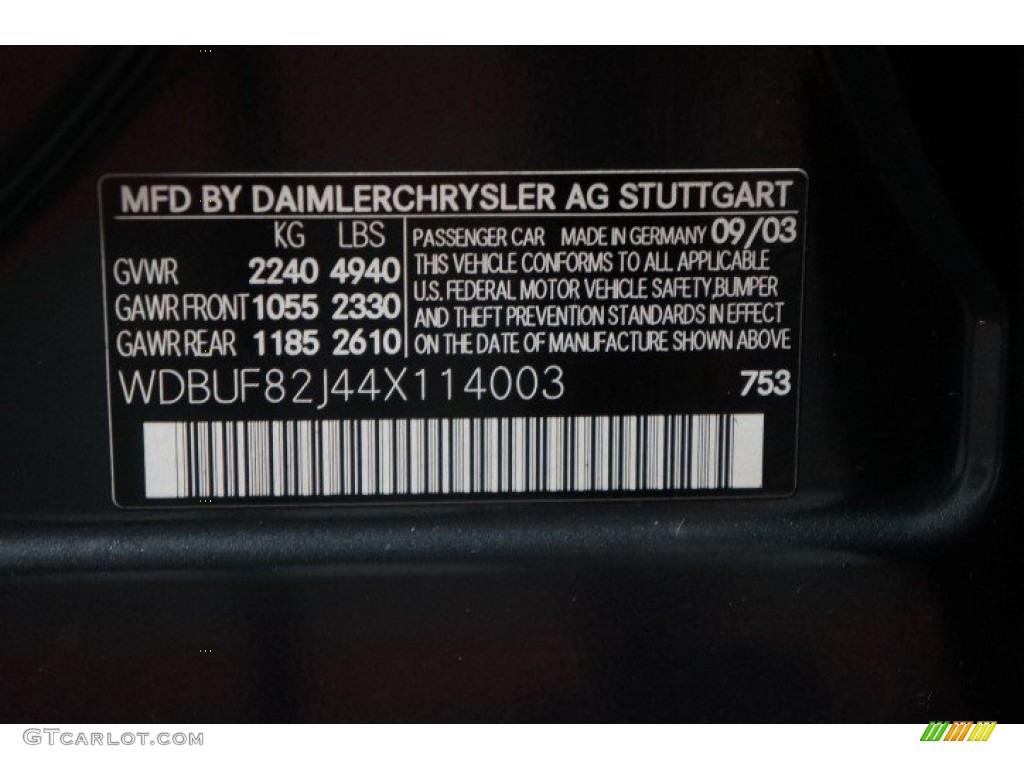 MFD BY DAIMLERCHRYSLER AG STUTTGART
KG LBS
GVWR 2240 4940
GAWR FRONT 1055 2330
GAWR REAR 1185 2610
PASSENGER CAR MADE IN GERMANY 09/03
THIS VEHICLE CONFORMS TO ALL APPLICABLE
U.S. FEDERAL MOTOR VEHICLE SAFETY,BUMPER
AND THEFT PREVENTION STANDARDS IN EFFECT
ON THE DATE OF MANUFACTURE SHOWN ABOVE
WDBUF82J44X114003 753
GTCARLOT.COM